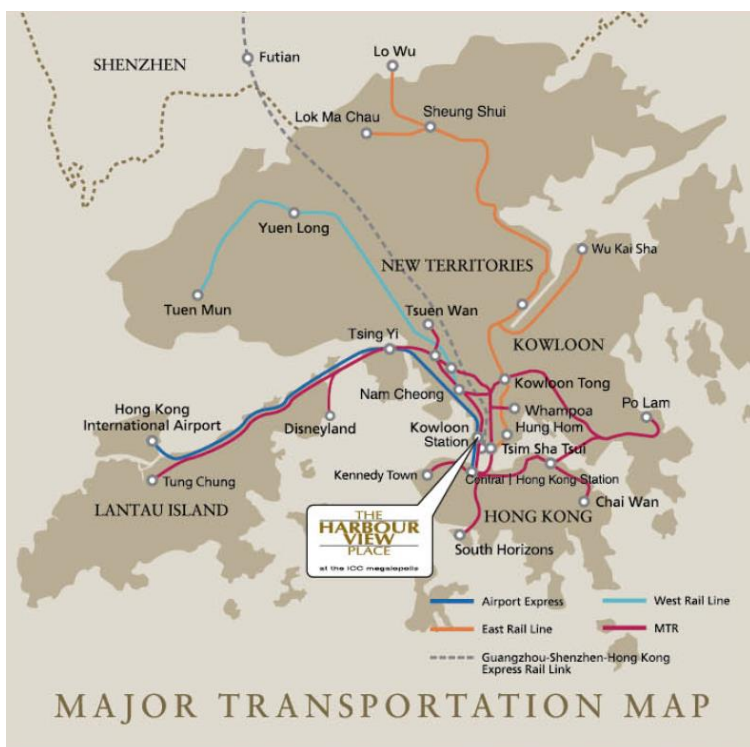 Lo Wu
Futian
SHENZHEN
Sheung Shui
Lok Ma Chau
Yuen Long
Wu Kai Sha
NEW TERRITORIES
Tuen Mun
Tsuen Wan
Tsing Yi
KOWLOON
Kowloon Tong
Nam Cheong
Po Lam
Whampoa
Hong Kong
International Airport
Disneyland
Kowloon
Station
Hung Hom
Tsim Sha Tsui
Kennedy Town
Tung Chung
Central | Hong Kong Station
Chai Wan
LANTAU ISLAND
HONG KONG
THE
HARBOUR
VIEW
PLACE
at the ICC megalopolis
South Horizons
Airport Express
West Rail Line
East Rail Line
MTR
Guangzhou-Shenzhen-Hong Kong
Express Rail Link
MAJOR TRANSPORTATION MAP